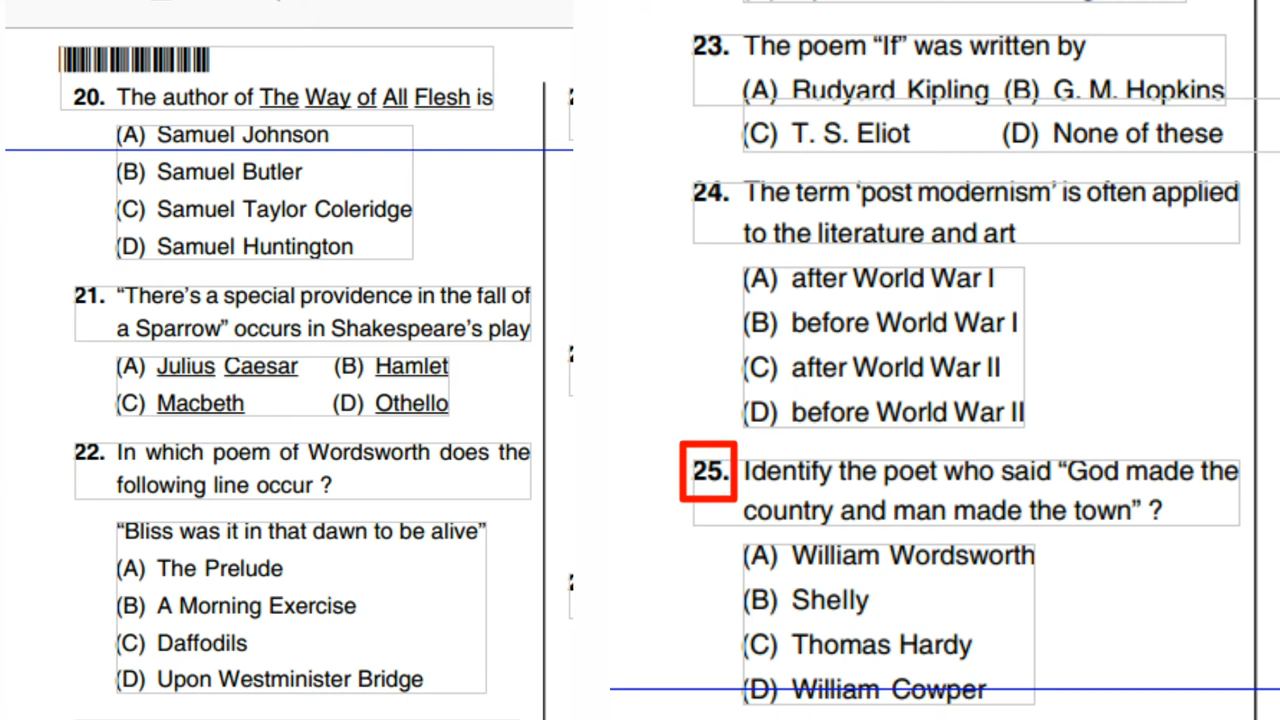 20. The author of The Way of All Flesh is
(A) Samuel Johnson
(B) Samuel Butler
(C) Samuel Taylor Coleridge
(D) Samuel Huntington
21. “There’s a special providence in the fall of
a Sparrow” occurs in Shakespeare’s play
(A) Julius Caesar (B) Hamlet
(C) Macbeth (D) Othello
22. In which poem of Wordsworth does the
following line occur ?
“Bliss was it in that dawn to be alive”
(A) The Prelude
(B) A Morning Exercise
(C) Daffodils
(D) Upon Westminister Bridge
23. The poem “If” was written by
(A) Rudyard Kipling (B) G. M. Hopkins
(C) T. S. Eliot (D) None of these
24. The term ‘post modernism’ is often applied
to the literature and art
(A) after World War I
(B) before World War I
(C) after World War II
(D) before World War II
25. Identify the poet who said “God made the
country and man made the town” ?
(A) William Wordsworth
(B) Shelly
(C) Thomas Hardy
(D) William Cowper